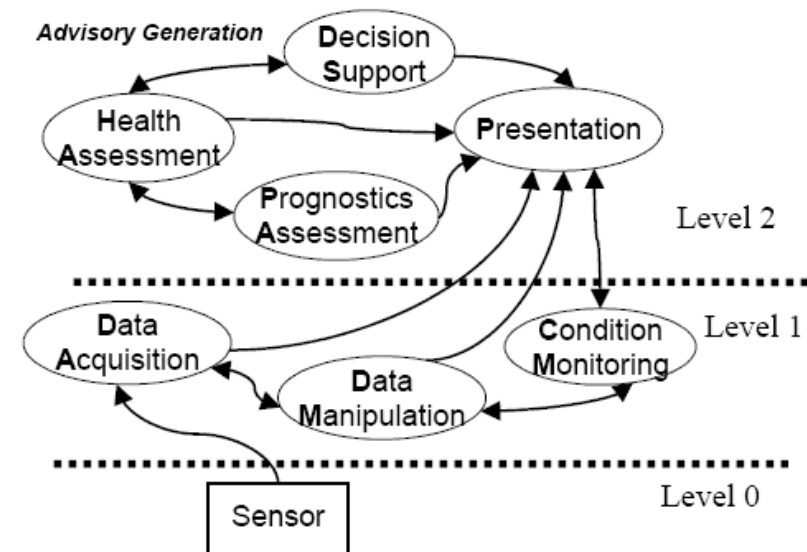 Advisory Generation
Decision
Support
Health
Assessment
Presentation
Prognostics
Assessment
Level 2
Data
Acquisition
Condition
Monitoring
Level 1
Data
Manipulation
Level 0
Sensor